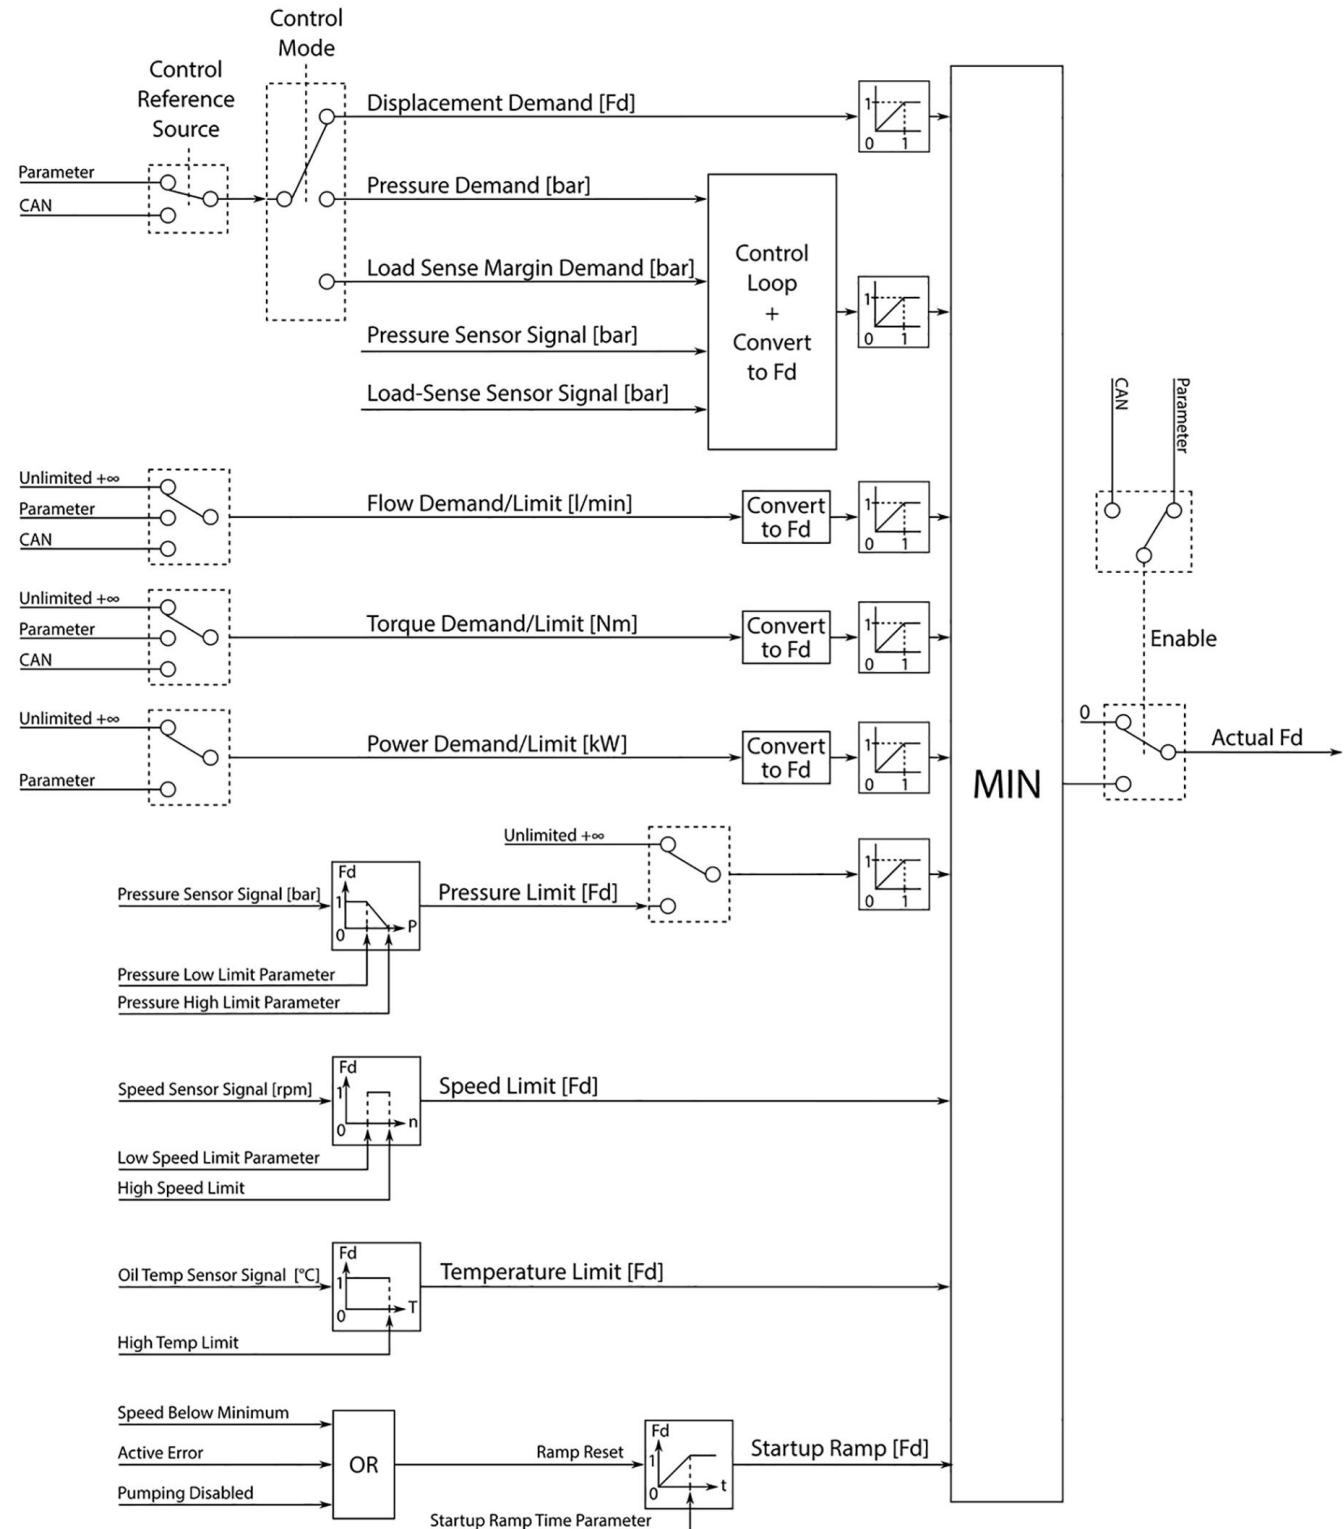 Control
Mode
Control
Reference
Source
Parameter
CAN
Displacement Demand [Fd]
1
0 1
Pressure Demand [bar]
Load Sense Margin Demand [bar]
Pressure Sensor Signal [bar]
Load-Sense Sensor Signal [bar]
Control
Loop
+
Convert
to Fd
1
0 1
CAN
Parameter
Unlimited +∞
Parameter
CAN
Flow Demand/Limit [l/min]
Convert
to Fd
1
0 1
Unlimited +∞
Parameter
CAN
Torque Demand/Limit [Nm]
Convert
to Fd
1
0 1
Enable
Unlimited +∞
Parameter
Power Demand/Limit [kW]
Convert
to Fd
1
0 1
MIN
0
Actual Fd
Unlimited +∞
1
0 1
Pressure Sensor Signal [bar]
Fd
1
0
P
Pressure Limit [Fd]
Pressure Low Limit Parameter
Pressure High Limit Parameter
Speed Sensor Signal [rpm]
Fd
1
0
n
Speed Limit [Fd]
Low Speed Limit Parameter
High Speed Limit
Oil Temp Sensor Signal [°C]
Fd
1
0
T
Temperature Limit [Fd]
High Temp Limit
Speed Below Minimum
Active Error
Pumping Disabled
OR
Ramp Reset
Fd
1
0
t
Startup Ramp [Fd]
Startup Ramp Time Parameter